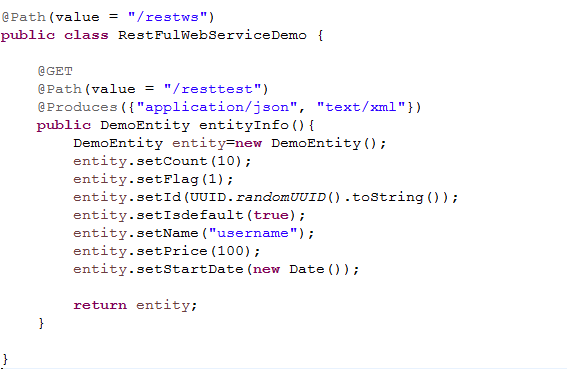 @Path(value = "/restws")
public class RestFulWebServiceDemo {
@GET
@Path(value = "/resttest")
@Produces({"application/json", "text/xml"})
public DemoEntity entityInfo(){
DemoEntity entity=new DemoEntity();
entity.setCount(10);
entity.setFlag(1);
entity.setId(UUID.randomUUID().toString());
entity.setIsdefault(true);
entity.setName("username");
entity.setPrice(100);
entity.setStartDate(new Date());
return entity;
}
}